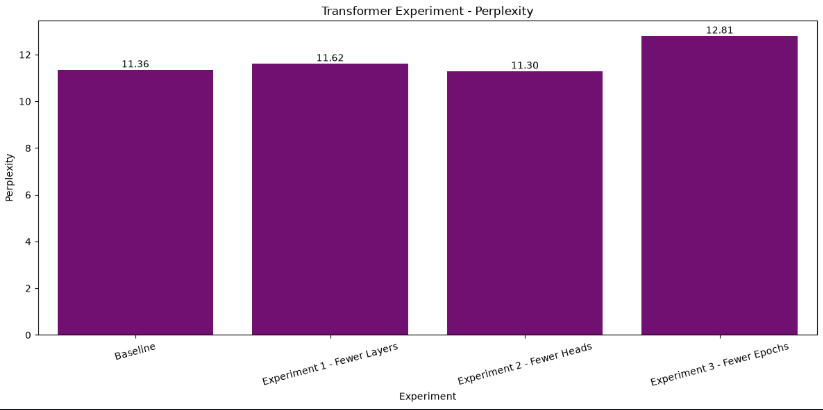 Transformer Experiment - Perplexity
12.81
11.36
11.62
11.30
12
10
8
6
4
2
0
Perplexity
Baseline
Experiment 1 - Fewer Layers
Experiment 2 - Fewer Heads
Experiment 3 - Fewer Epochs
Experiment